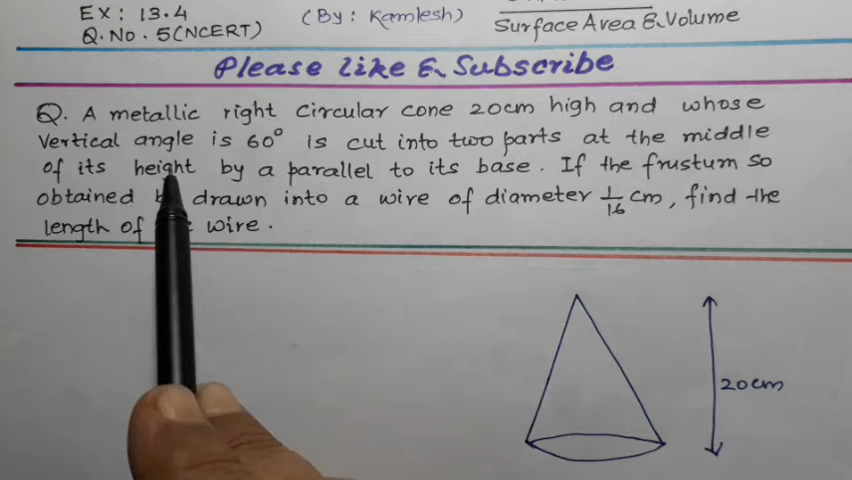 EX: 13.4
Q.No. 5(NCERT)
(By: Kamlesh)
Surface Area & Volume
Please Like & Subscribe
Q. A metallic right circular cone 20cm high and whose
vertical angle is 60° is cut into two parts at the middle
of its height by a parallel to its base. If the frustum so
obtained drawn into a wire of diameter 1/16 cm, find the
length of wire.
20cm